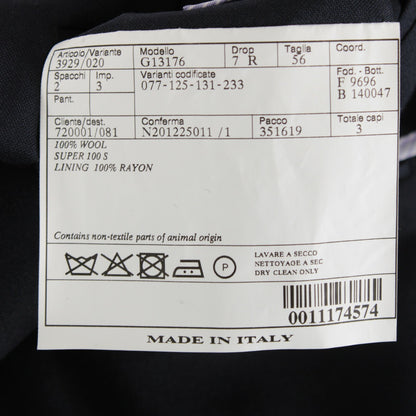 Articolo/Variante Modello Drop Taglia Coord.
3929/020 G13176 7 R 56
Spacchi Imp. Varianti codificate Fod. - Bott.
2 3 077-125-131-233 F 9696
Pant. B 140047
Cliente/dest. Conferma Pacco Totale capi
720001/081 N201225011 /1 351619 3
100% WOOL
SUPER 100 S
LINING 100% RAYON
Contains non-textile parts of animal origin
P
LAVARE A SECCO
NETTOYAGE A SEC
DRY CLEAN ONLY
0011174574
MADE IN ITALY